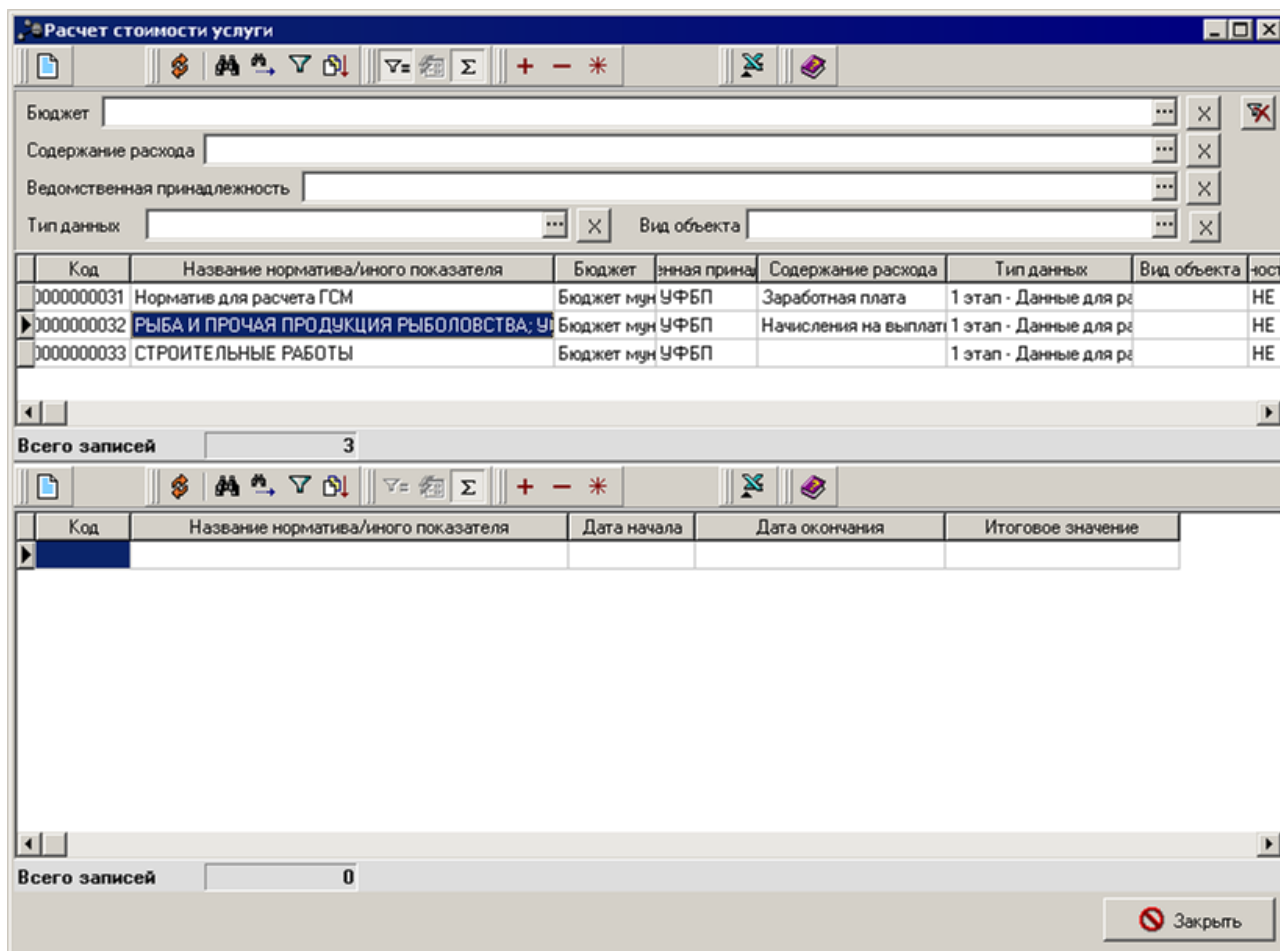 Расчет стоимости услуги
Бюджет
Содержание расхода
Ведомственная принадлежность
Тип данных Вид объекта
Код Название норматива/иного показателя Бюджет Содержание расхода Тип данных Вид объекта
0000000031 Норматив для расчета ГСМ Бюджет мун УФБП Заработная плата 1 этап - Данные для ра НЕ
0000000032 РЫБА И ПРОЧАЯ ПРОДУКЦИЯ РЫБОЛОВСТВА; Бюджет мун УФБП Начисления на выплат 1 этап - Данные для ра НЕ
0000000033 СТРОИТЕЛЬНЫЕ РАБОТЫ Бюджет мун УФБП 1 этап - Данные для ра НЕ
Всего записей 3
Код Название норматива/иного показателя Дата начала Дата окончания Итоговое значение
Всего записей 0
Закрыть